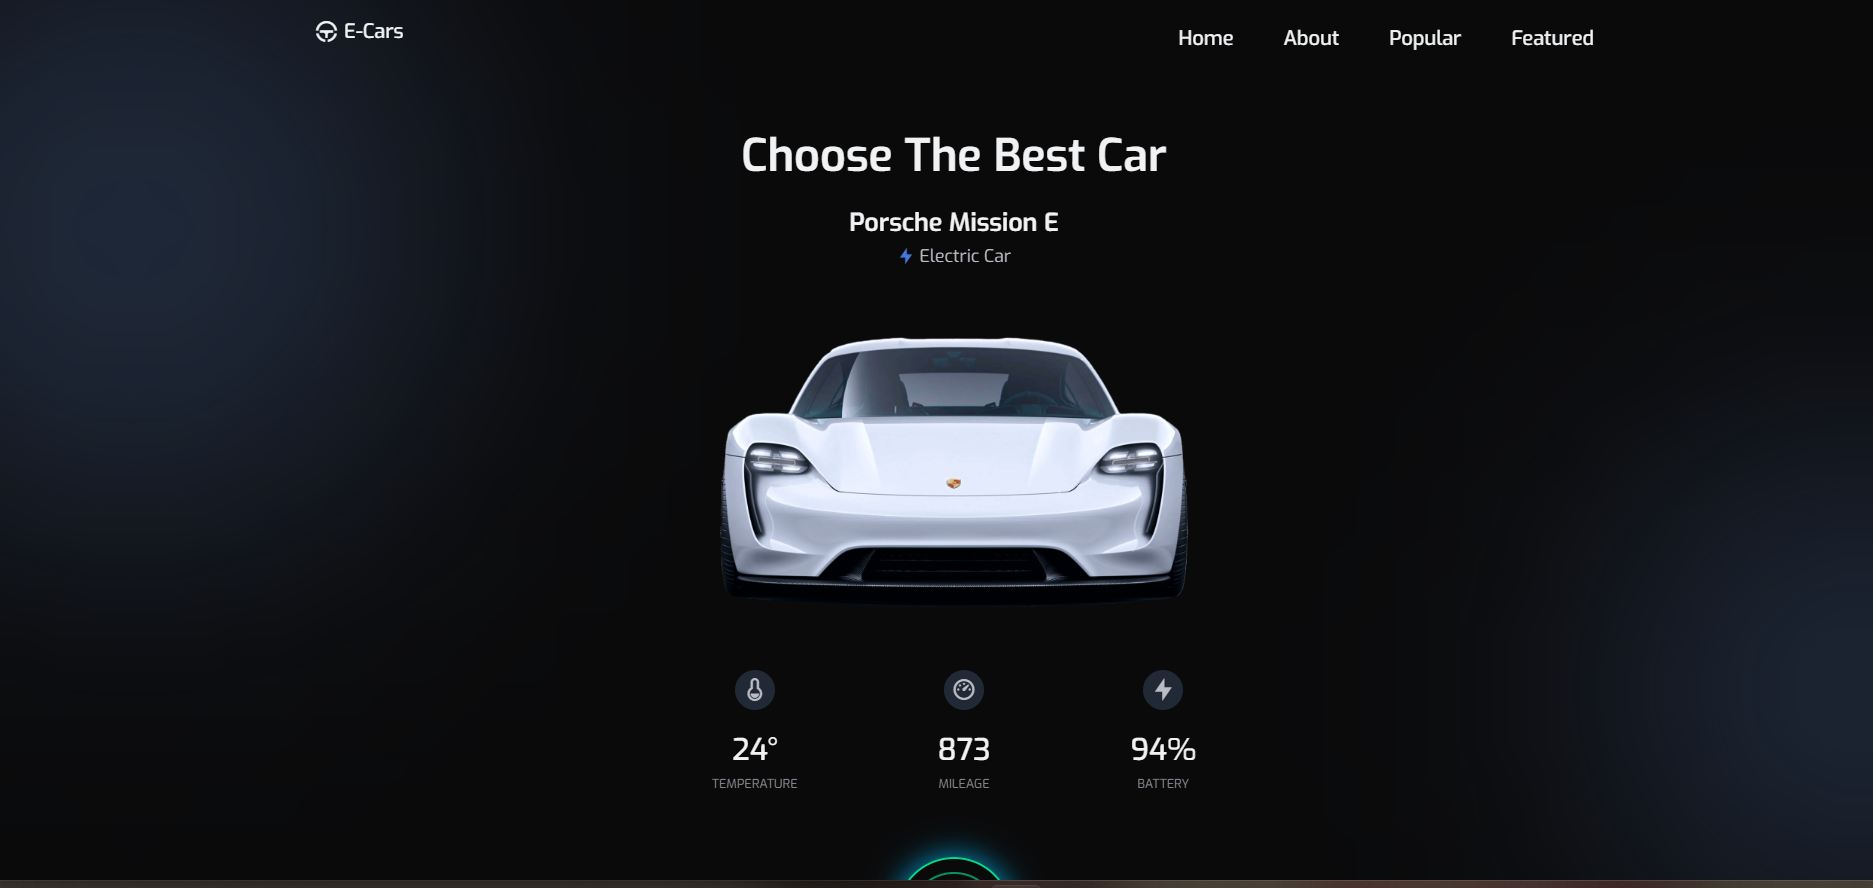 E-Cars
Home About Popular Featured
Choose The Best Car
Porsche Mission E
Electric Car
24° 873 94%
TEMPERATURE MILEAGE BATTERY